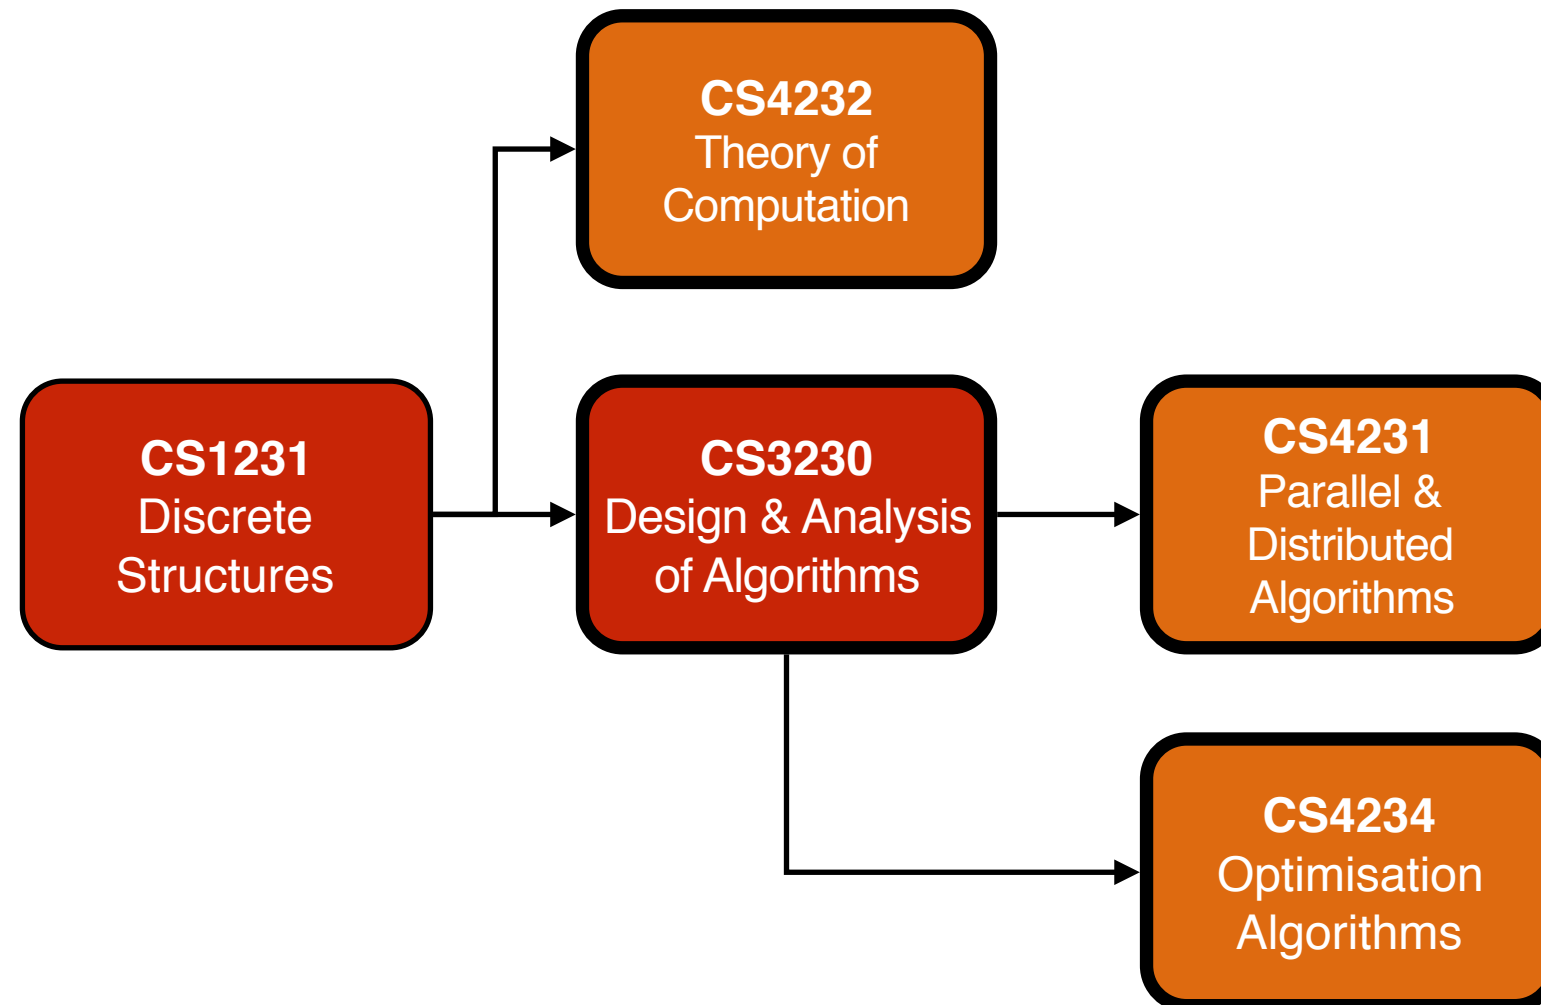 CS4232
Theory of
Computation
CS1231
Discrete
Structures
CS3230
Design & Analysis
of Algorithms
CS4231
Parallel &
Distributed
Algorithms
CS4234
Optimisation
Algorithms